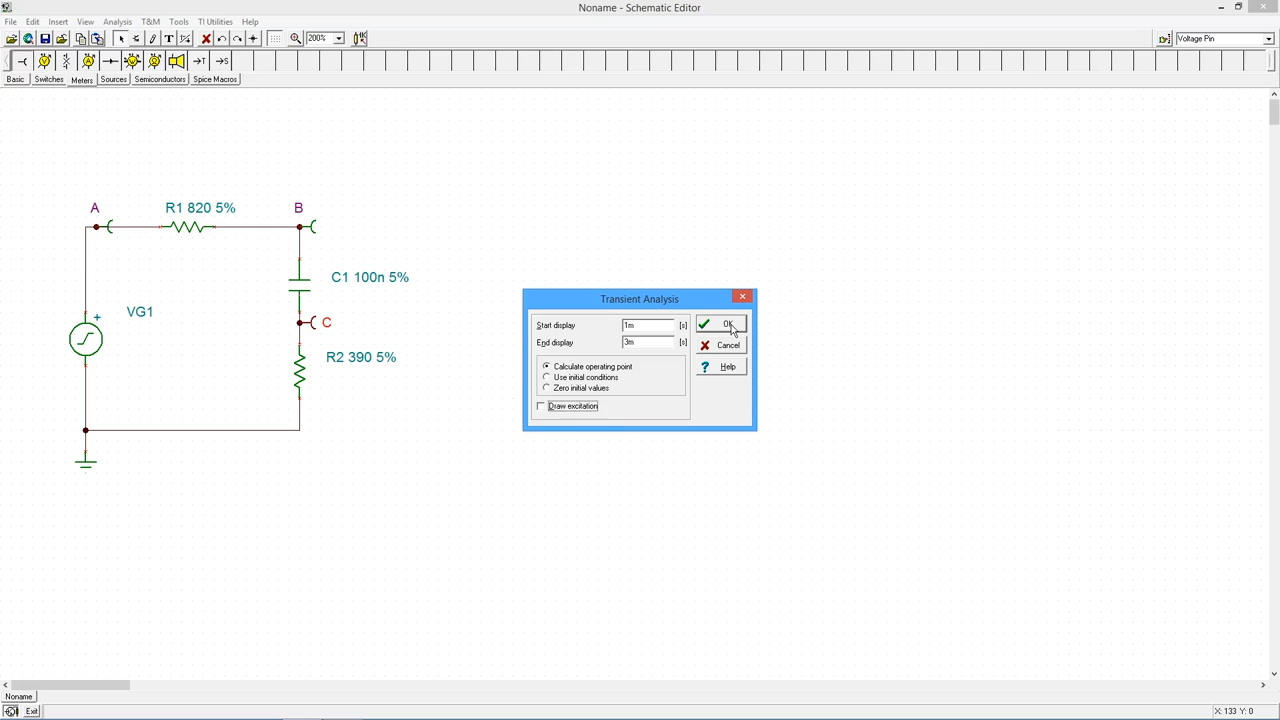 Noname - Schematic Editor
File Edit Insert View Analysis T&M Tools TI Utilities Help
T 200% Voltage Pin
A T S
Basic Switches Meters Sources Semiconductors Spice Macros
A R1 820 5% B
C1 100n 5%
+ VG1
C
R2 390 5%
Transient Analysis
Start display 1m [s] OK
End display 3m [s] Cancel
Calculate operating point ? Help
Use initial conditions
Zero initial values
Draw excitation
Noname
Exit X: 133 Y: 0